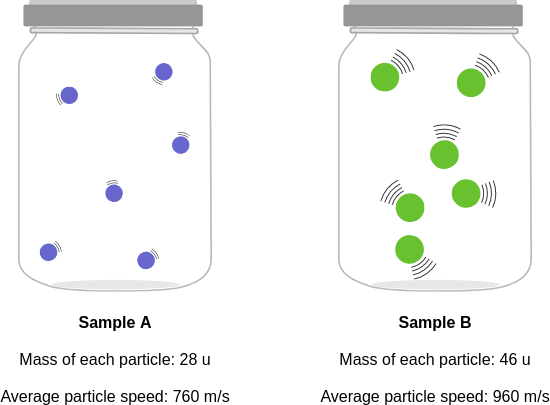 Sample A
Mass of each particle: 28 u
Average particle speed: 760 m/s
Sample B
Mass of each particle: 46 u
Average particle speed: 960 m/s